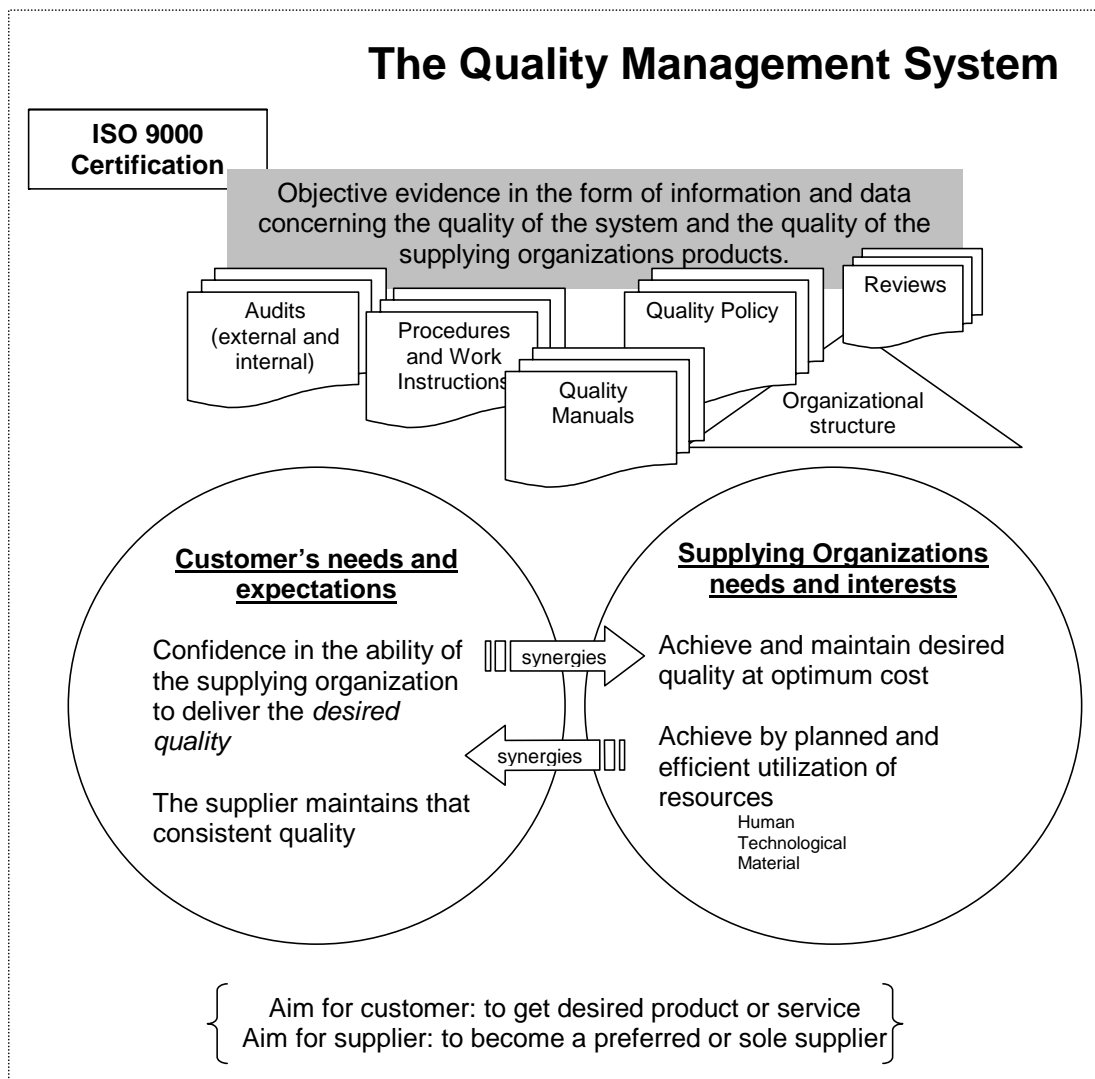 The Quality Management System
ISO 9000
Certification
Objective evidence in the form of information and data
concerning the quality of the system and the quality of the
supplying organizations products.
Audits
(external and
internal)
Procedures
and Work
Instructions
Quality
Manuals
Quality Policy
Reviews
Organizational
structure
Customer’s needs and
expectations
Confidence in the ability of
the supplying organization
to deliver the desired
quality
The supplier maintains that
consistent quality
synergies
synergies
Supplying Organizations
needs and interests
Achieve and maintain desired
quality at optimum cost
Achieve by planned and
efficient utilization of
resources
Human
Technological
Material
Aim for customer: to get desired product or service
Aim for supplier: to become a preferred or sole supplier